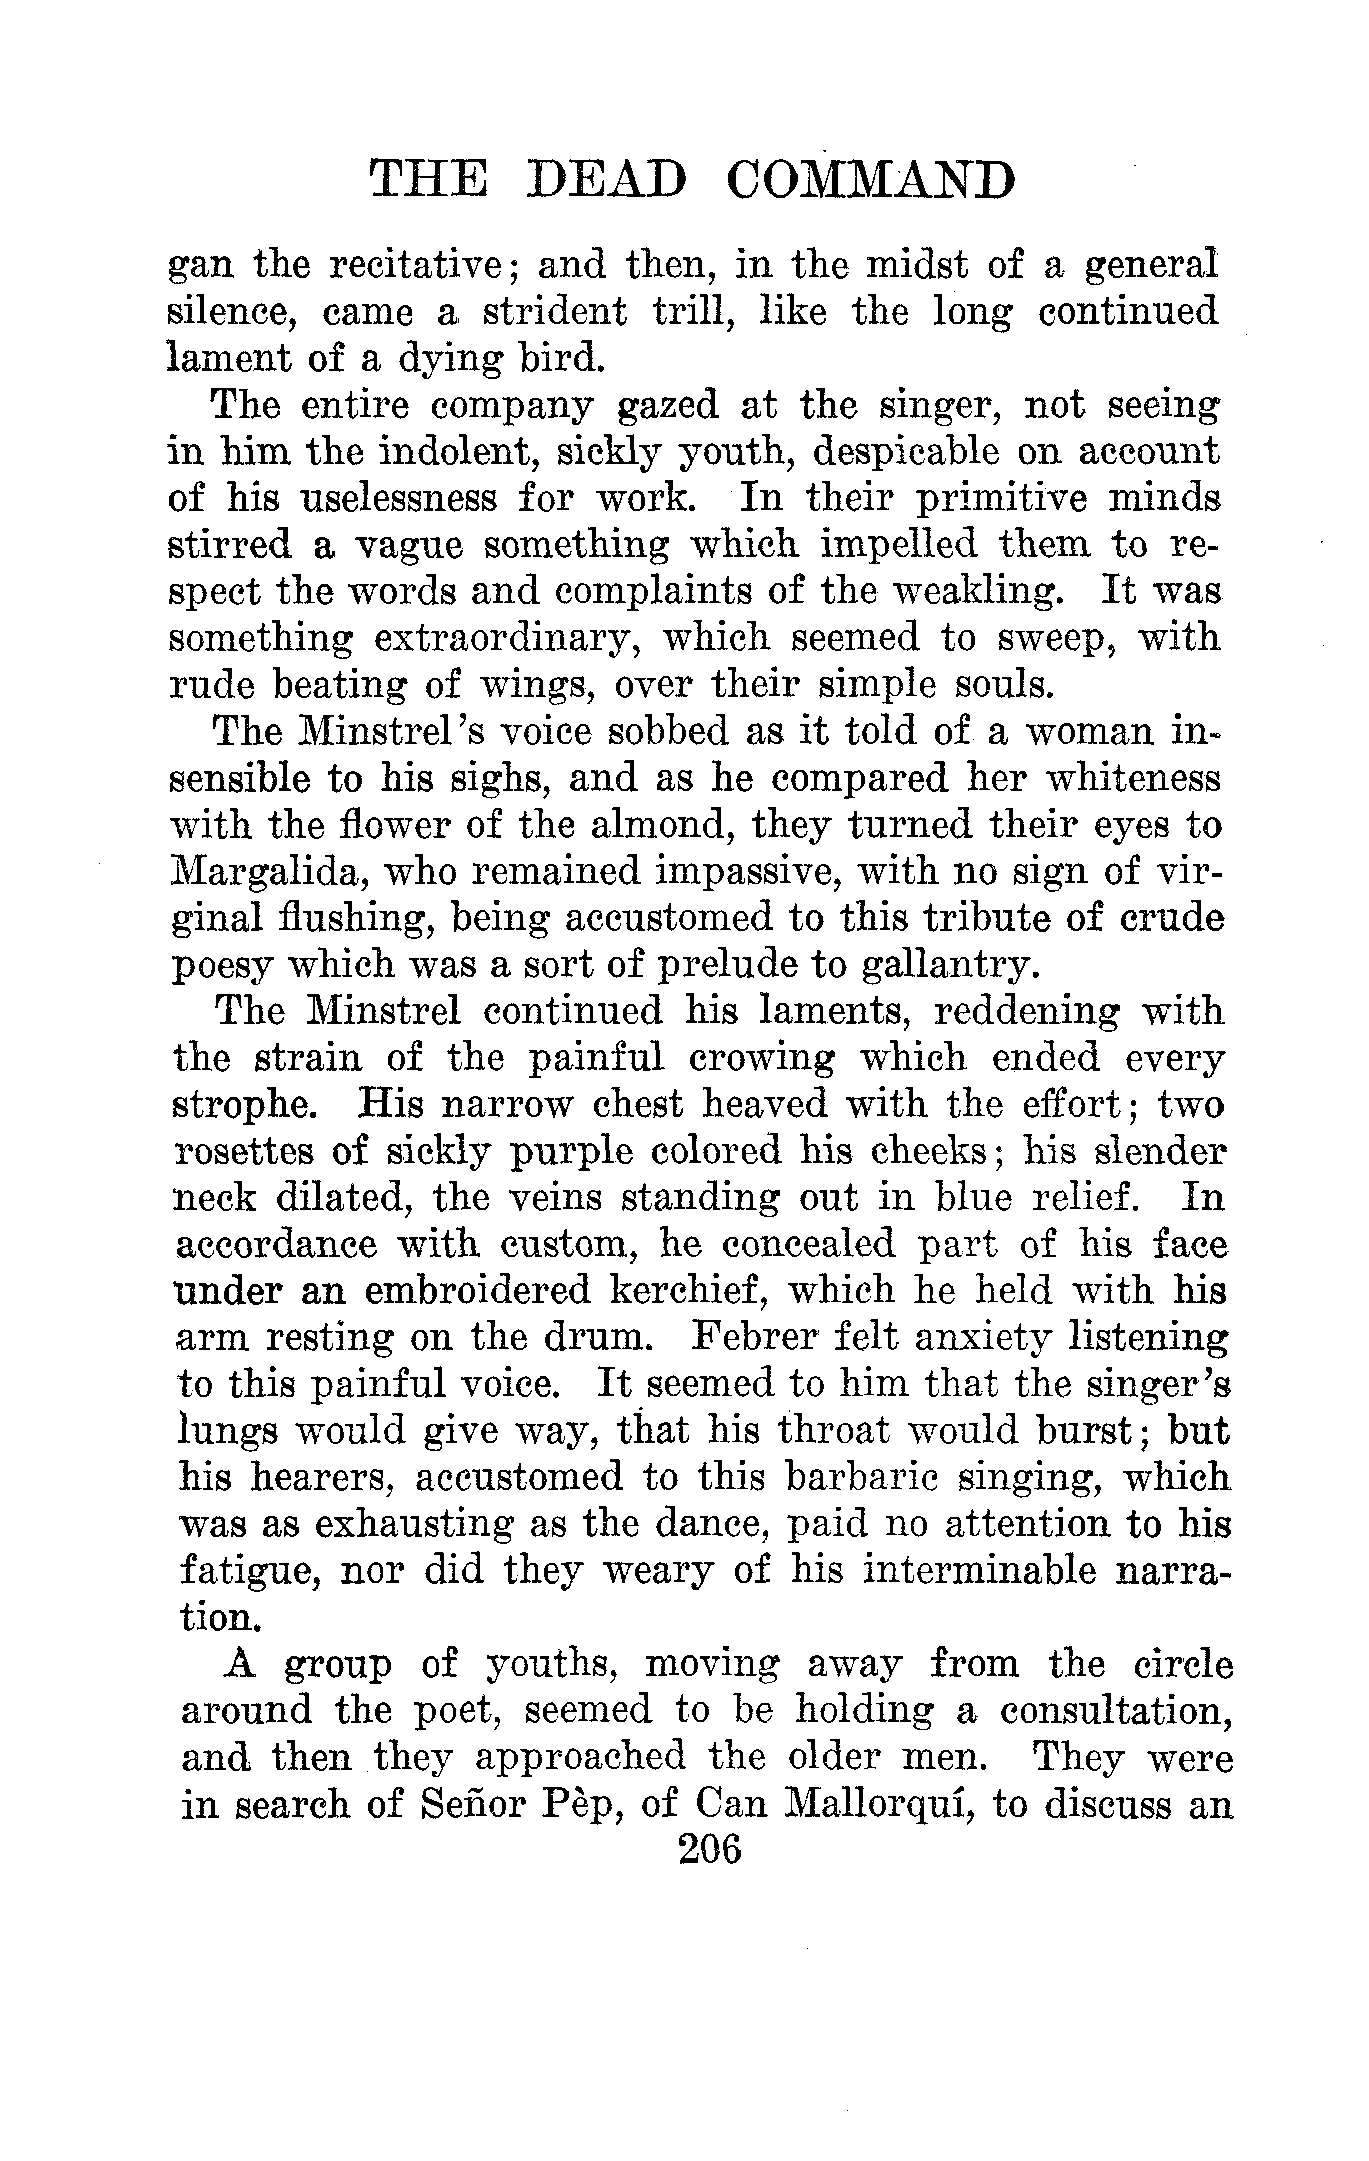 THE DEAD COMMAND
gan the recitative; and then, in the midst of a general
silence, came a strident trill, like the long continued
lament of a dying bird.
The entire company gazed at the singer, not seeing
in him the indolent, sickly youth, despicable on account
of his uselessness for work. In their primitive minds
stirred a vague something which impelled them to re-
spect the words and complaints of the weakling. It was
something extraordinary, which seemed to sweep, with
rude beating of wings, over their simple souls.
The Minstrel's voice sobbed as it told of a woman in-
sensible to his sighs, and as he compared her whiteness
with the flower of the almond, they turned their eyes to
Margalida, who remained impassive, with no sign of vir-
ginal flushing, being accustomed to this tribute of crude
poesy which was a sort of prelude to gallantry.
The Minstrel continued his laments, reddening with
the strain of the painful crowing which ended every
strophe. His narrow chest heaved with the effort; two
rosettes of sickly purple colored his cheeks; his slender
neck dilated, the veins standing out in blue relief. In
accordance with custom, he concealed part of his face
under an embroidered kerchief, which he held with his
arm resting on the drum. Febrer felt anxiety listening
to this painful voice. It seemed to him that the singer's
lungs would give way, that his throat would burst; but
his hearers, accustomed to this barbaric singing, which
was as exhausting as the dance, paid no attention to his
fatigue, nor did they weary of his interminable narra-
tion.
A group of youths, moving away from the circle
around the poet, seemed to be holding a consultation,
and then they approached the older men. They were
in search of Señor Pèp, of Can Mallorquí, to discuss an
206